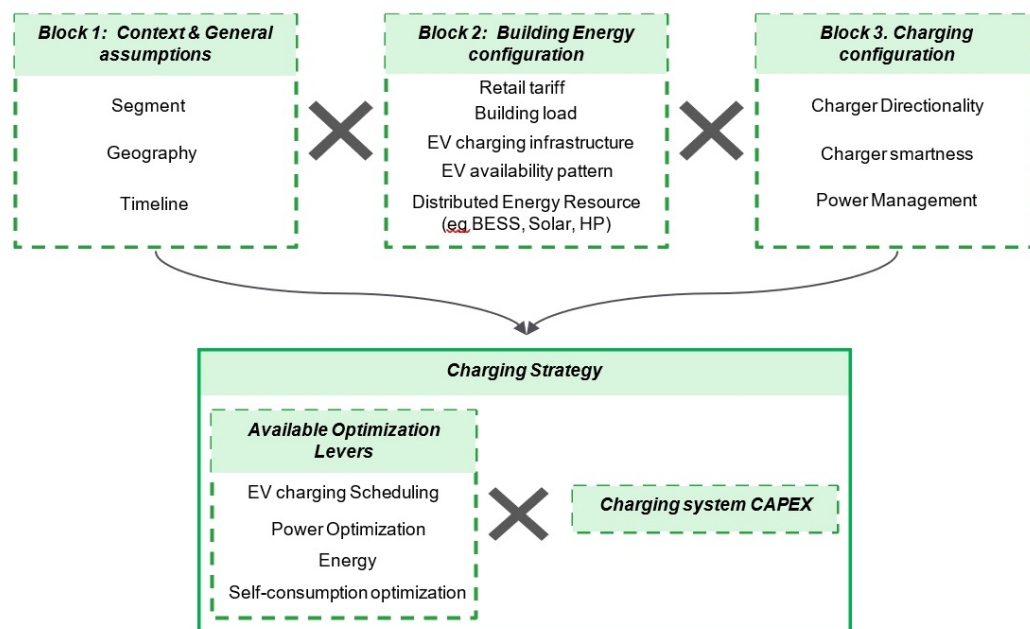 Block 1: Context & General
assumptions
Segment
Geography
Timeline
Block 2: Building Energy
configuration
Retail tariff
Building load
EV charging infrastructure
EV availability pattern
Distributed Energy Resource
(eg.BESS, Solar, HP)
Block 3. Charging
configuration
Charger Directionality
Charger smartness
Power Management
Charging Strategy
Available Optimization
Levers
EV charging Scheduling
Power Optimization
Energy
Self-consumption optimization
Charging system CAPEX